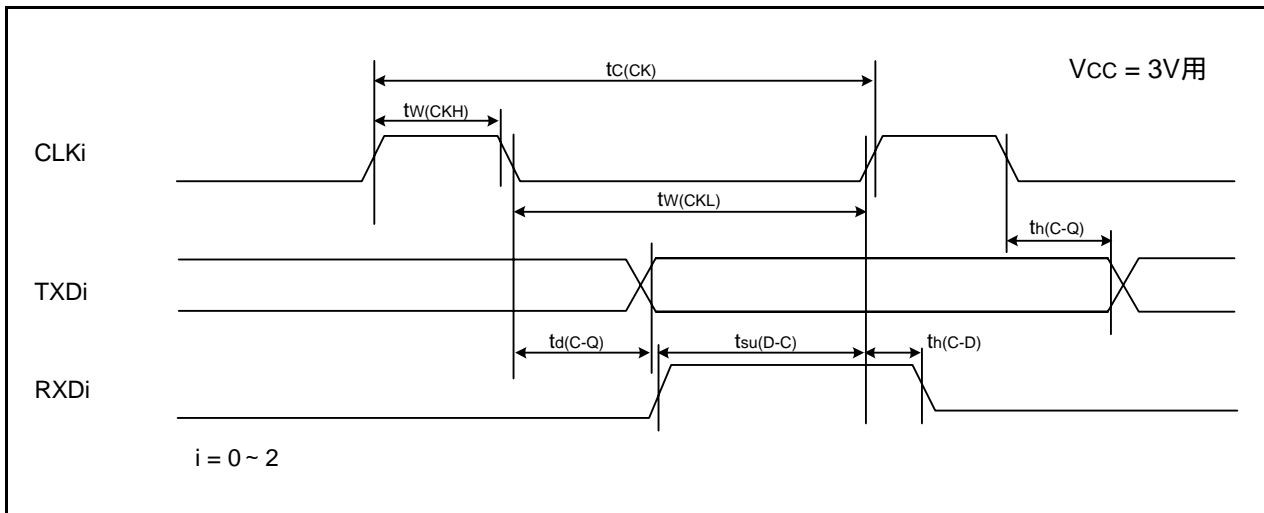 tC(CK)
VCC = 3V用
tW(CKH)
CLKi
tW(CKL)
th(C-Q)
TXDi
td(C-Q)
tsu(D-C)
th(C-D)
RXDi
i = 0 ~ 2